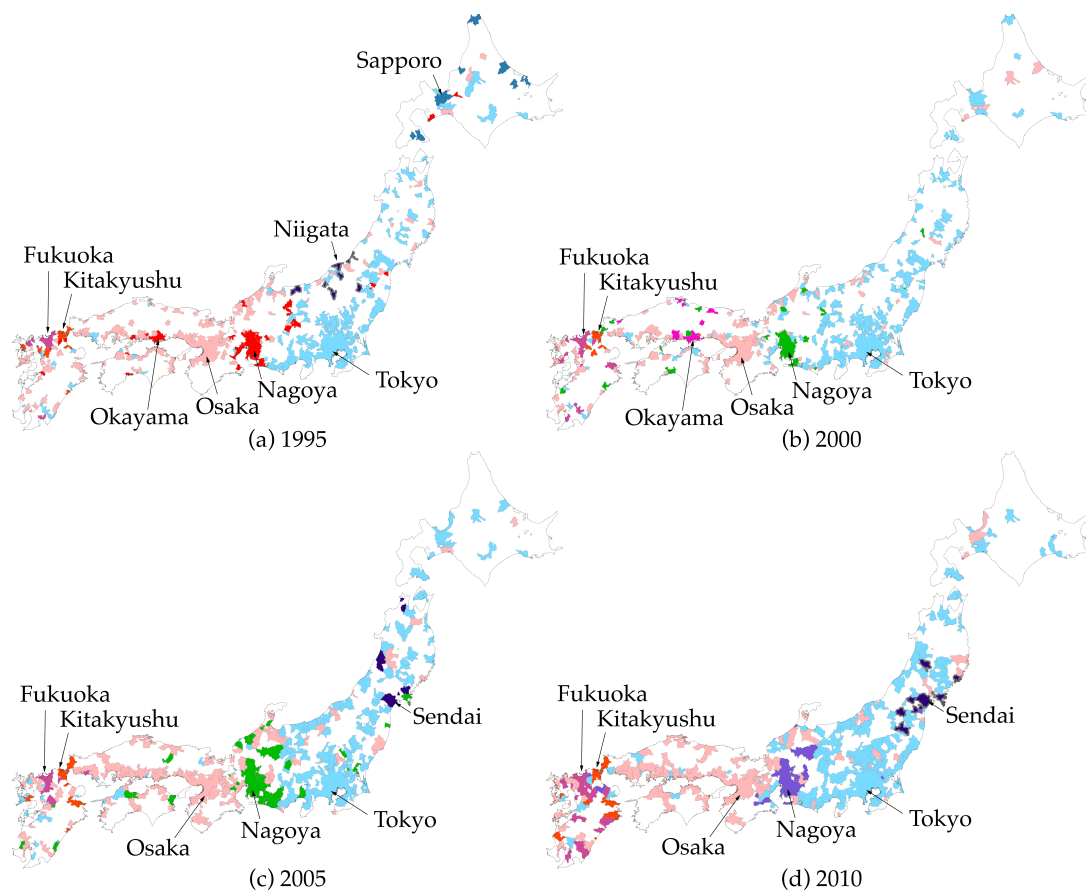 Sapporo
Niigata
Fukuoka
Kitakyushu
Okayama
Osaka
Nagoya
Tokyo
(a) 1995
Fukuoka
Kitakyushu
Okayama
Osaka
Nagoya
Tokyo
(b) 2000
Fukuoka
Kitakyushu
Sendai
Osaka
Nagoya
Tokyo
(c) 2005
Fukuoka
Kitakyushu
Sendai
Osaka
Nagoya
Tokyo
(d) 2010